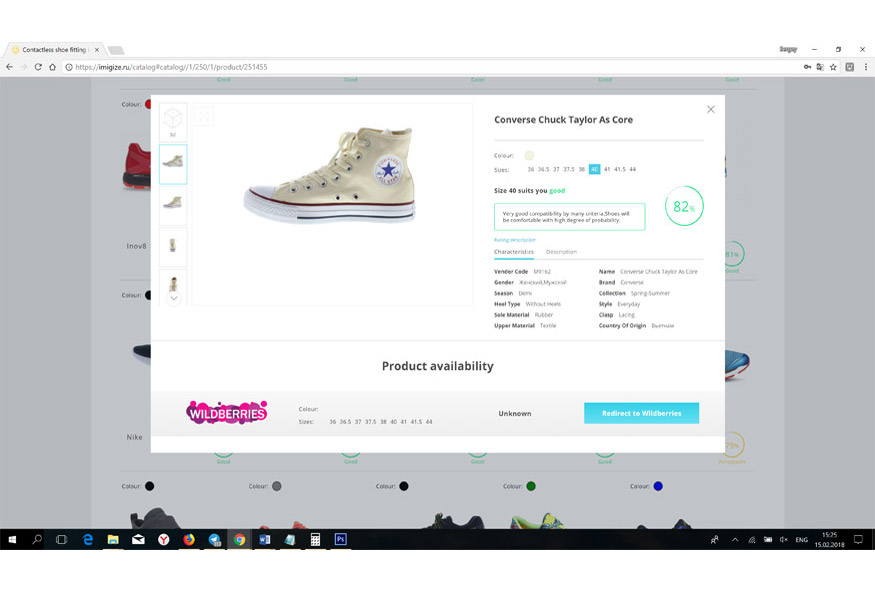 Contactless shoe fitting
https://imigize.ru/catalog#catalog//1/250/1/product/251455
Good Good Good Good Good
Colour:
3d
Converse Chuck Taylor As Core
Colour:
Sizes: 36 36.5 37 37.5 38 40 41 41.5 44
Size 40 suits you good
Very good compatibility by many criteria.Shoes will
be comfortable with high degree of probability.
82%
Rating description
Characteristics Description
Inov8
81%
Good
Vendor Code M9162
Name Converse Chuck Taylor As Core
Gender Женский,Мужской
Brand Converse
Season Demi
Collection Spring-Summer
Heel Type Without Heels
Style Everyday
Sole Material Rubber
Clasp Lacing
Upper Material Textile
Country Of Origin Вьетнам
Colour:
Product availability
WILDBERRIES
Colour:
Sizes: 36 36.5 37 37.5 38 40 41 41.5 44
Unknown
Redirect to Wildberries
Nike
75%
Good Good Good Good
Colour: Colour: Colour: Colour: Colour:
ENG
15:25
15.02.2018